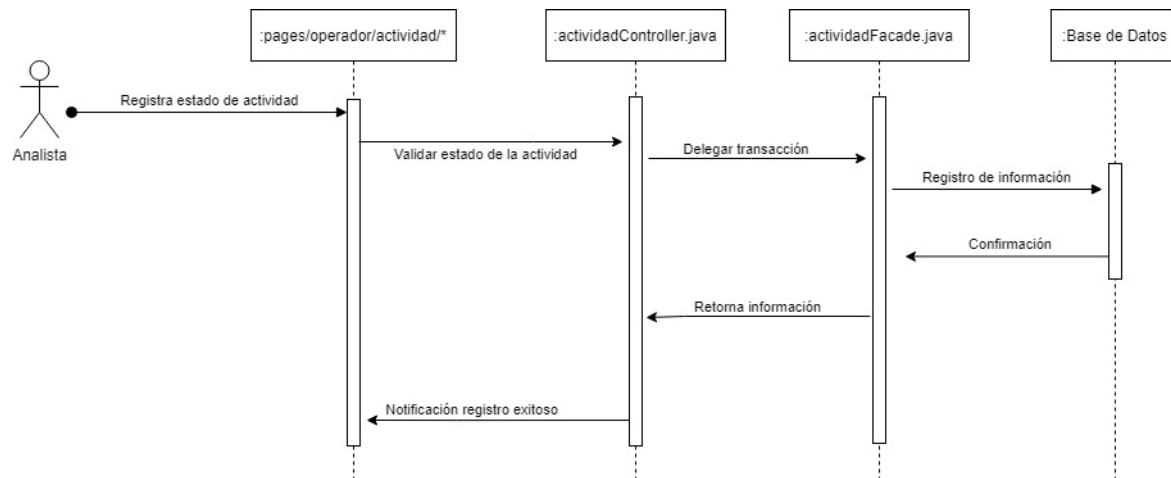 :pages/operador/actividad/*
:actividadController.java
:actividadFacade.java
:Base de Datos
Registra estado de actividad
Analista
Validar estado de la actividad
Delegar transacción
Registro de información
Confirmación
Retorna información
Notificación registro exitoso